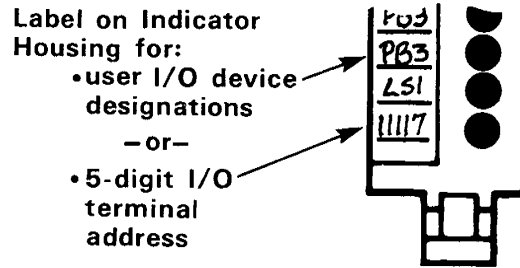 Label on Indicator
Housing for:
•user I/O device
designations
–or–
•5-digit I/O
terminal
address
PB3
LS1
11117